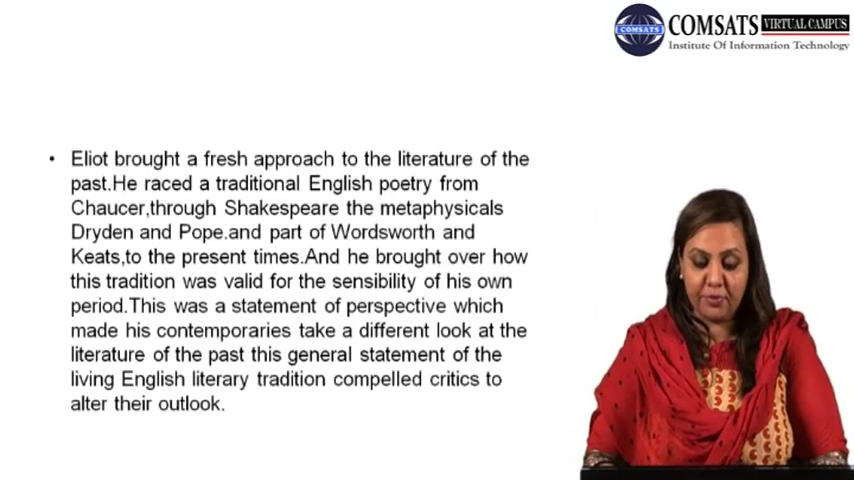 COMSATS
COMSATS VIRTUAL CAMPUS
Institute Of Information Technology
• Eliot brought a fresh approach to the literature of the
past.He raced a traditional English poetry from
Chaucer,through Shakespeare the metaphysicals
Dryden and Pope.and part of Wordsworth and
Keats,to the present times.And he brought over how
this tradition was valid for the sensibility of his own
period.This was a statement of perspective which
made his contemporaries take a different look at the
literature of the past this general statement of the
living English literary tradition compelled critics to
alter their outlook.